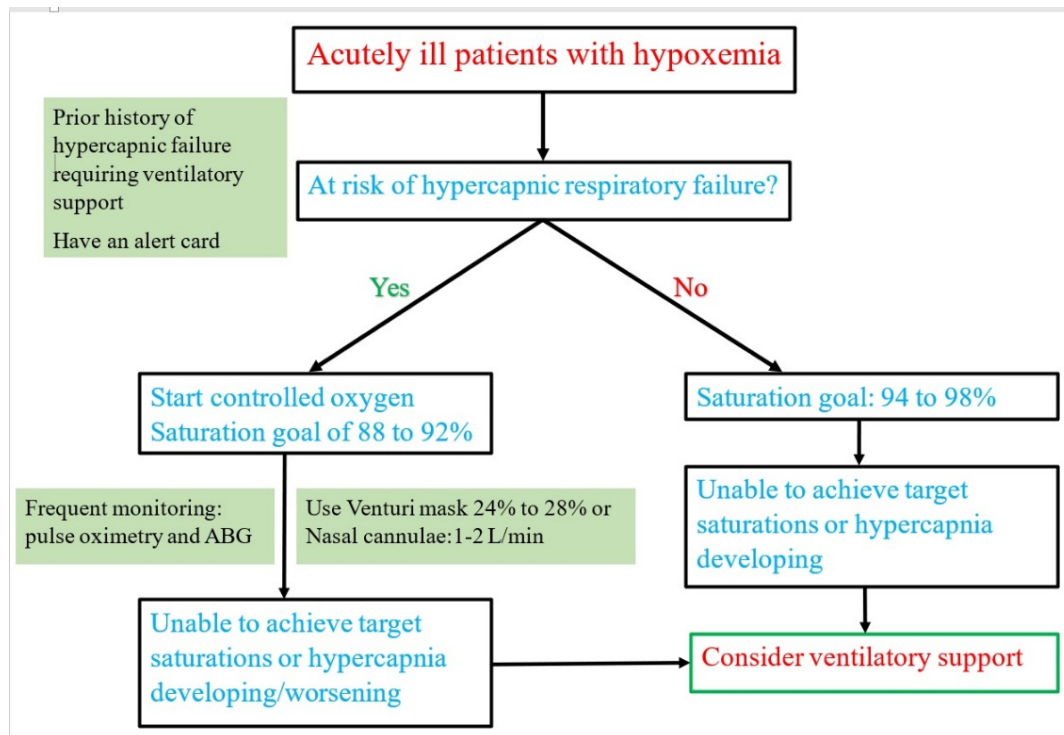 Acutely ill patients with hypoxemia
Prior history of
hypercapnic failure
requiring ventilatory
support
Have an alert card
At risk of hypercapnic respiratory failure?
Yes
No
Start controlled oxygen
Saturation goal of 88 to 92%
Saturation goal: 94 to 98%
Frequent monitoring:
pulse oximetry and ABG
Use Venturi mask 24% to 28% or
Nasal cannulae:1-2 L/min
Unable to achieve target
saturations or hypercapnia
developing
Unable to achieve target
saturations or hypercapnia
developing/worsening
Consider ventilatory support